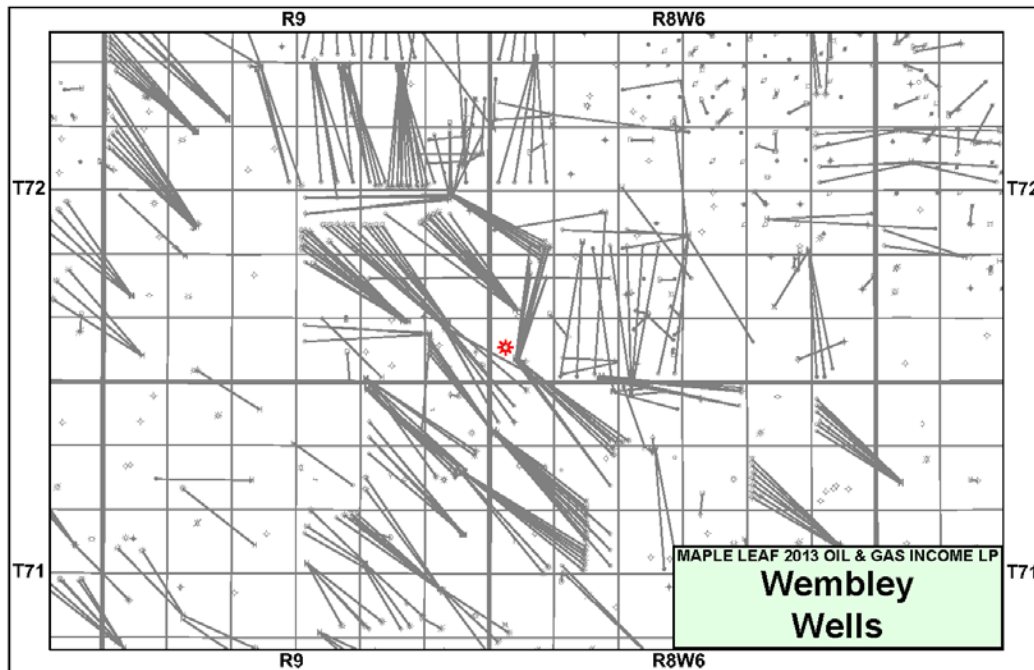 R9 R8W6
T72 T72
T71 T71
MAPLE LEAF 2013 OIL & GAS INCOME LP
Wembley
Wells
R9 R8W6